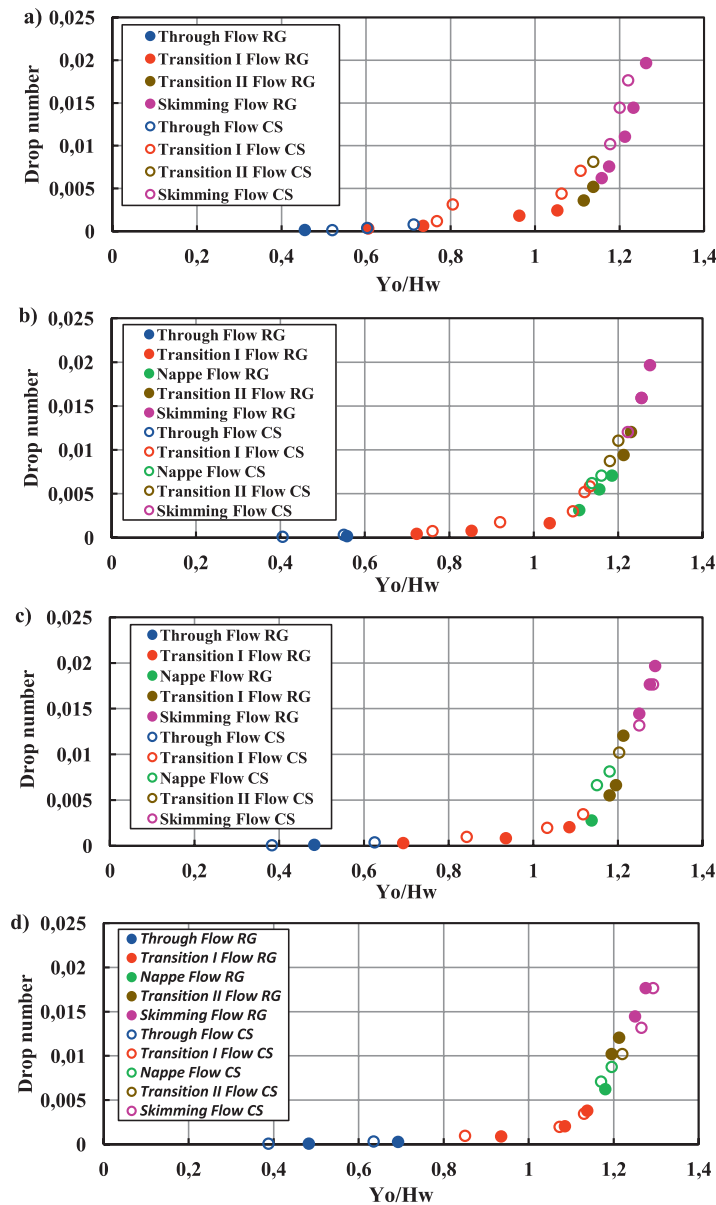 a)
Drop number
0,025
0,02
0,015
0,01
0,005
0
Through Flow RG
Transition I Flow RG
Transition II Flow RG
Skimming Flow RG
Through Flow CS
Transition I Flow CS
Transition II Flow CS
Skimming Flow CS
0 0,2 0,4 0,6 0,8 1 1,2 1,4
Yo/Hw
b)
Drop number
0,025
0,02
0,015
0,01
0,005
0
Through Flow RG
Transition I Flow RG
Nappe Flow RG
Transition II Flow RG
Skimming Flow RG
Through Flow CS
Transition I Flow CS
Nappe Flow CS
Transition II Flow CS
Skimming Flow CS
0 0,2 0,4 0,6 0,8 1 1,2 1,4
Yo/Hw
c)
Drop number
0,025
0,02
0,015
0,01
0,005
0
Through Flow RG
Transition I Flow RG
Nappe Flow RG
Transition I Flow RG
Skimming Flow RG
Through Flow CS
Transition I Flow CS
Nappe Flow CS
Transition II Flow CS
Skimming Flow CS
0 0,2 0,4 0,6 0,8 1 1,2 1,4
Yo/Hw
d)
Drop number
0,025
0,02
0,015
0,01
0,005
0
Through Flow RG
Transition I Flow RG
Nappe Flow RG
Transition II Flow RG
Skimming Flow RG
Through Flow CS
Transition I Flow CS
Nappe Flow CS
Transition II Flow CS
Skimming Flow CS
0 0,2 0,4 0,6 0,8 1 1,2 1,4
Yo/Hw